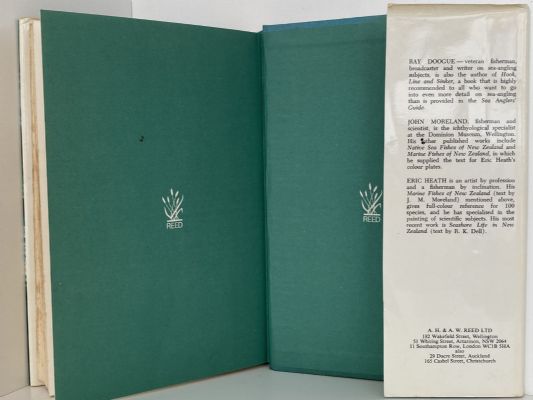 REED
REED
RAY DOOGUE — veteran fisherman,
broadcaster and writer on sea-angling
subjects, is also the author of Hook,
Line and Sinker, a book that is highly
recommended to all who want to go
into even more detail on sea-angling
than is provided in the Sea Anglers'
Guide.
JOHN MORELAND, fisherman and
scientist, is the ichthyological specialist
at the Dominion Museum, Wellington.
His other published works include
Native Sea Fishes of New Zealand and
Marine Fishes of New Zealand, in which
he supplied the text for Eric Heath's
colour plates.
ERIC HEATH is an artist by profession
and a fisherman by inclination. His
Marine Fishes of New Zealand (text by
J. M. Moreland) mentioned above,
gives full-colour reference for 100
species, and he has specialised in the
painting of scientific subjects. His most
recent work is Seashore Life in New
Zealand (text by R. K. Dell).
A. H. & A. W. REED LTD
182 Wakefield Street, Wellington
51 Whiting Street, Artarmon, NSW 2064
11 Southampton Row, London WC1B 5HA
also
29 Dacre Street, Auckland
165 Cashel Street, Christchurch